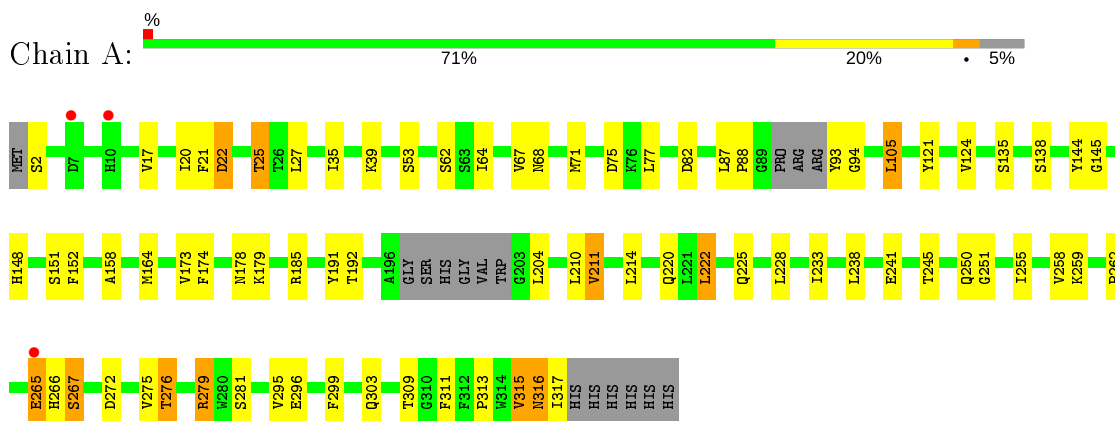 %
Chain A:
71% 20% • 5%
MET S2 D7 H10 V17 I20 F21 D22 T25 T26 L27 I35 K39 S53 S62 S63 I64 V67 N68 M71 D75 K76 L77 D82 L87 P88 G89 PRO ARG ARG Y93 G94 L105 Y121 V124 S135 S138 Y144 G145
H148 S151 F152 A158 M164 V173 F174 N178 K179 R185 Y191 T192 A196 GLY SER HIS GLY VAL TRP G203 L204 L210 V211 L214 Q220 L221 L222 Q225 L228 I233 L238 E241 T245 Q250 G251 I255 V258 K259
E265 H266 S267 D272 V275 T276 R279 W280 S281 V295 E296 F299 Q303 T309 G310 F311 F312 P313 W314 V315 N316 I317 HIS HIS HIS HIS HIS HIS